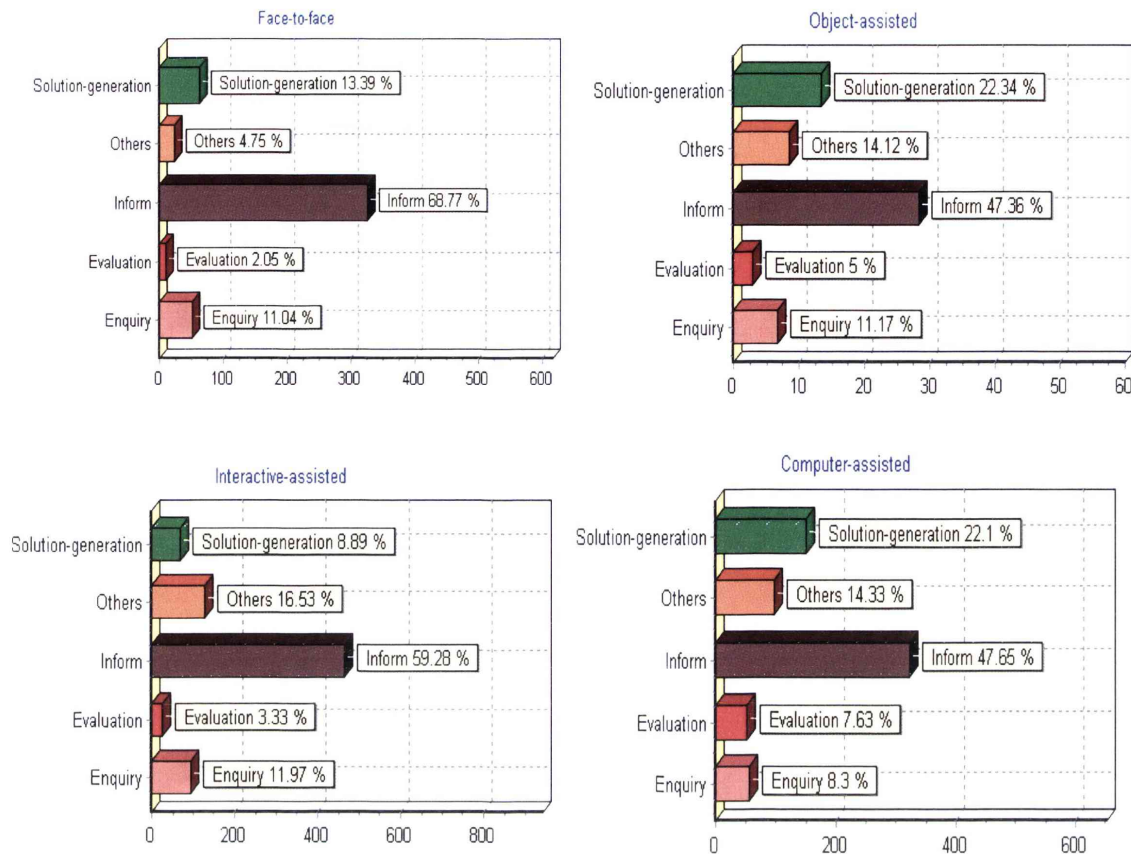 Face-to-face
Solution-generation
Solution-generation 13.39 %
Others
Others 4.75 %
Inform
Inform 68.77 %
Evaluation
Evaluation 2.05 %
Enquiry
Enquiry 11.04 %
0 100 200 300 400 500 600
Object-assisted
Solution-generation
Solution-generation 22.34 %
Others
Others 14.12 %
Inform
Inform 47.36 %
Evaluation
Evaluation 5 %
Enquiry
Enquiry 11.17 %
0 10 20 30 40 50 60
Interactive-assisted
Solution-generation
Solution-generation 8.89 %
Others
Others 16.53 %
Inform
Inform 59.28 %
Evaluation
Evaluation 3.33 %
Enquiry
Enquiry 11.97 %
0 200 400 600 800
Computer-assisted
Solution-generation
Solution-generation 22.1 %
Others
Others 14.33 %
Inform
Inform 47.65 %
Evaluation
Evaluation 7.63 %
Enquiry
Enquiry 8.3 %
0 200 400 600